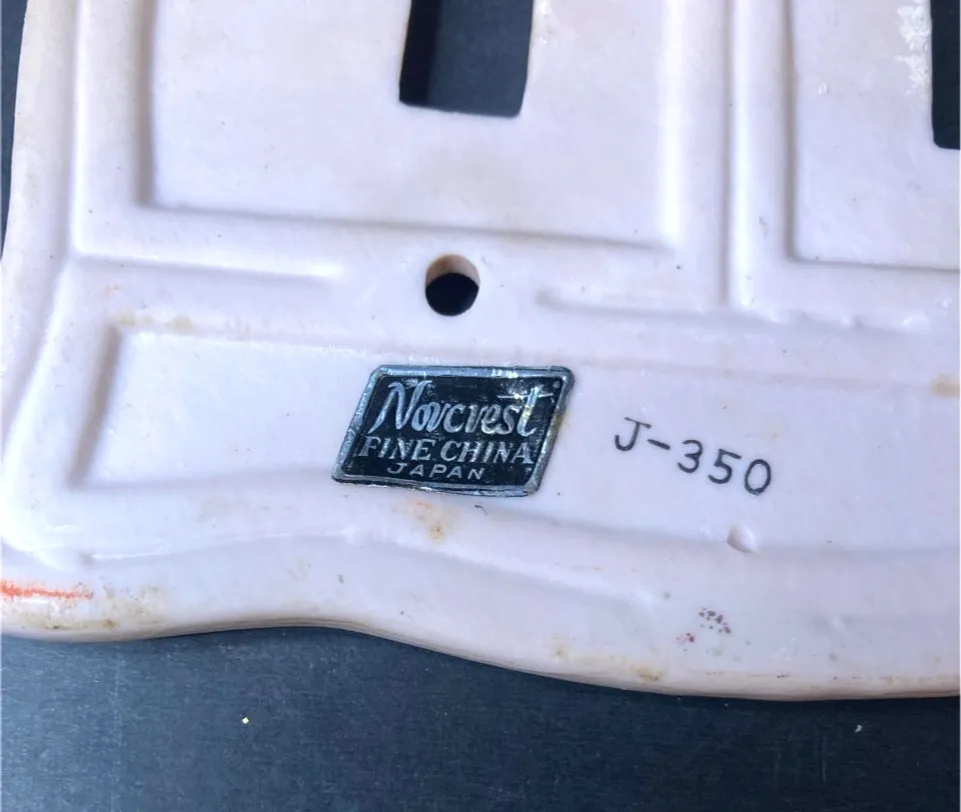 Norcrest
FINE CHINA
JAPAN
J-350